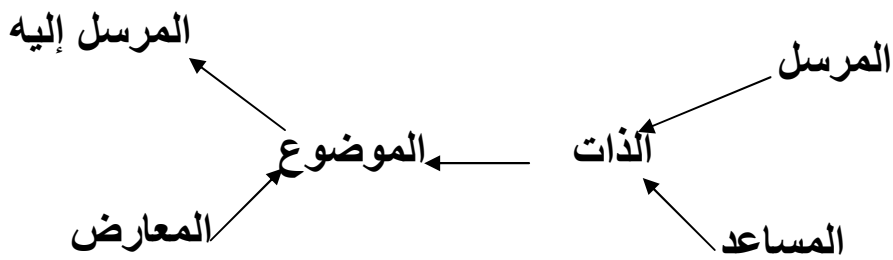 المرسل المرسل إليه
الذات الموضوع
المساعد المعارض